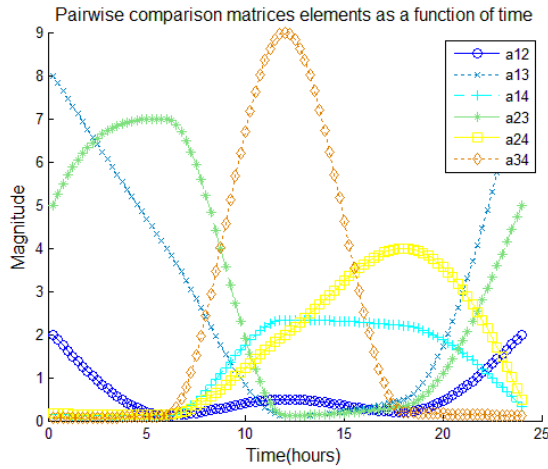 Pairwise comparison matrices elements as a function of time
9
8
7
6
5
4
3
2
1
0
Magnitude
0
5
10
15
20
25
Time(hours)
a12
a13
a14
a23
a24
a34